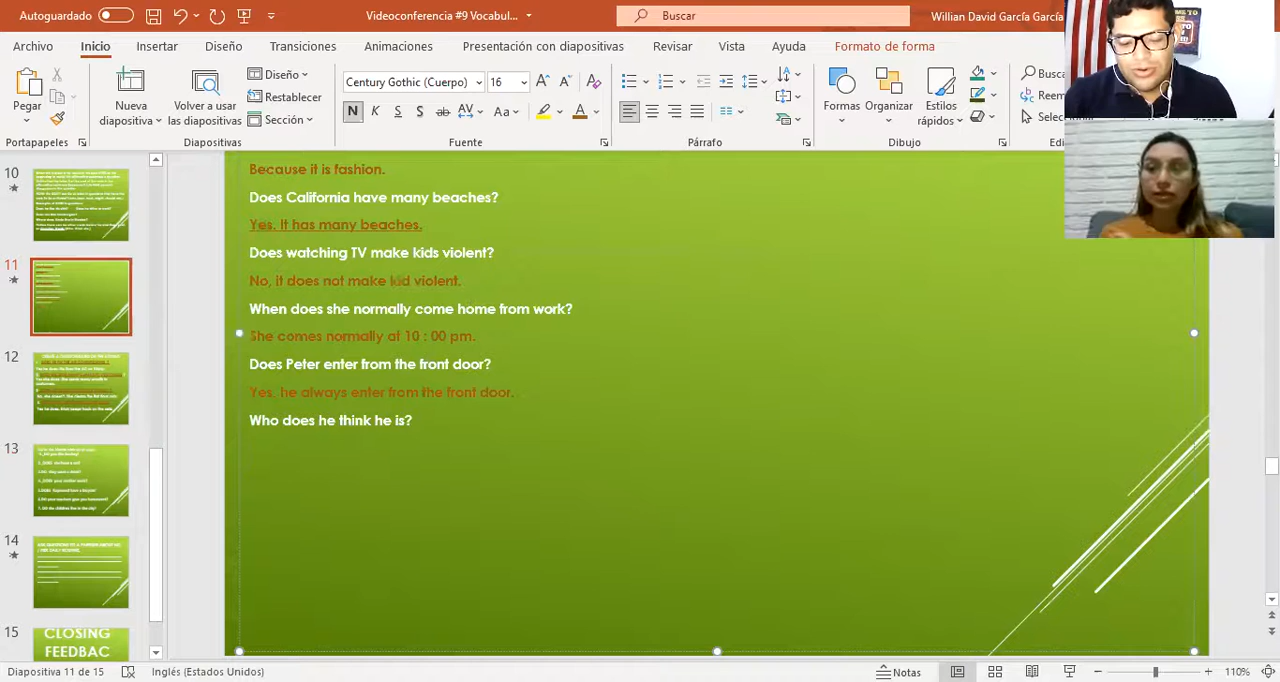 Autoguardado
Videoconferencia #9 Vocabul...
Buscar
Willian David García García
Archivo
Inicio
Insertar
Diseño
Transiciones
Animaciones
Presentación con diapositivas
Revisar
Vista
Ayuda
Formato de forma
Pegar
Nueva diapositiva
Volver a usar las diapositivas
Diseño
Restablecer
Sección
Century Gothic (Cuerpo)
16
Formas
Organizar
Estilos rápidos
Busca
Reem
Selecc
Portapapeles
Diapositivas
Fuente
Párrafo
Dibujo
Edi
10
11
12
13
14
15
CLOSING
FEEDBAC
Because it is fashion.
Does California have many beaches?
Yes. It has many beaches.
Does watching TV make kids violent?
No, it does not make kid violent.
When does she normally come home from work?
She comes normally at 10 : 00 pm.
Does Peter enter from the front door?
Yes, he always enter from the front door.
Who does he think he is?
Diapositiva 11 de 15
Inglés (Estados Unidos)
Notas
110%